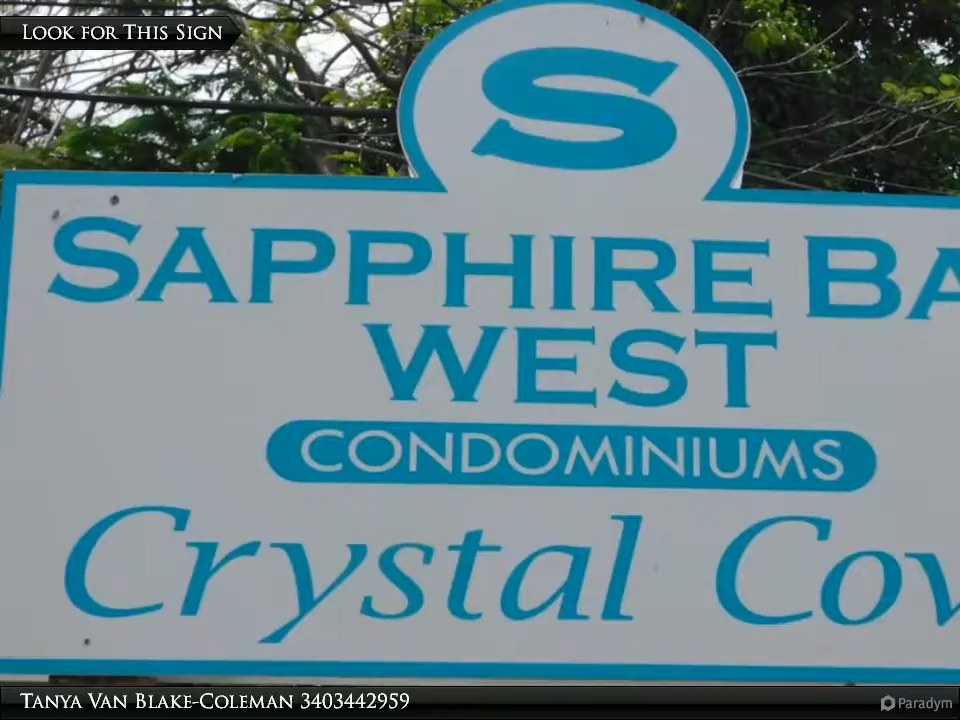 LOOK FOR THIS SIGN
S
SAPPHIRE BA
WEST
CONDOMINIUMS
Crystal Cov
TANYA VAN BLAKE-COLEMAN 3403442959
Paradym